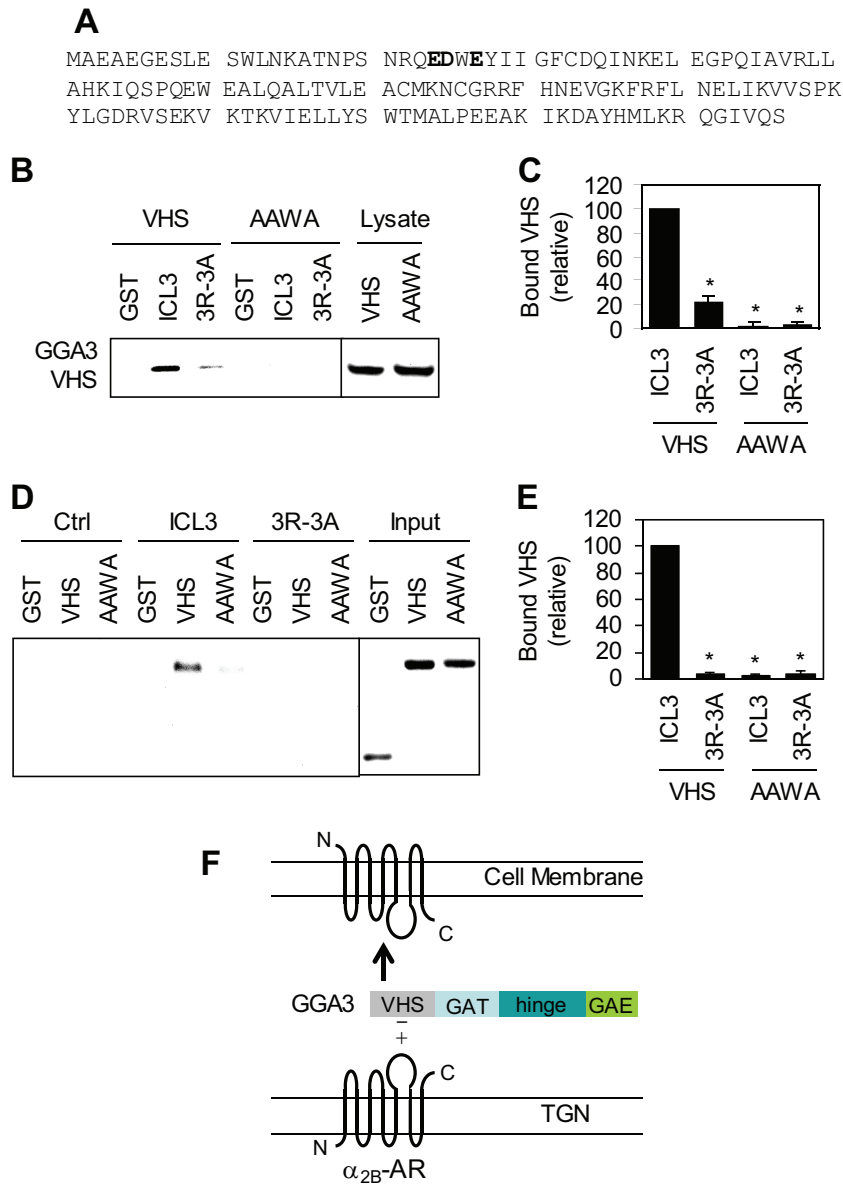 A
MAEAEGESLE SWLNKATNPS NRQEDWEYII GFCDQINKEL EGPQIAVRLL
AHKIQSPQEW EALQALTVLE ACMKNCGRRF HNEVGKFRFL NELIKVVSPK
YLGDRVSEKV KTKVIELLYS WTMALPEEAK IKDAYHMLKR QGIVQS
B
VHS AAWA Lysate
GST ICL3 3R-3A GST ICL3 3R-3A VHS AAWA
GGA3
VHS
C
Bound VHS
(relative)
120
100
80
60
40
20
0
* * *
ICL3 3R-3A ICL3 3R-3A
VHS AAWA
D
Ctrl ICL3 3R-3A Input
GST VHS AAWA GST VHS AAWA GST VHS AAWA GST VHS AAWA
E
Bound VHS
(relative)
120
100
80
60
40
20
0
* * *
ICL3 3R-3A ICL3 3R-3A
VHS AAWA
F
N
Cell Membrane
C
GGA3 VHS GAT hinge GAE
−
+
C
TGN
N
α2B-AR